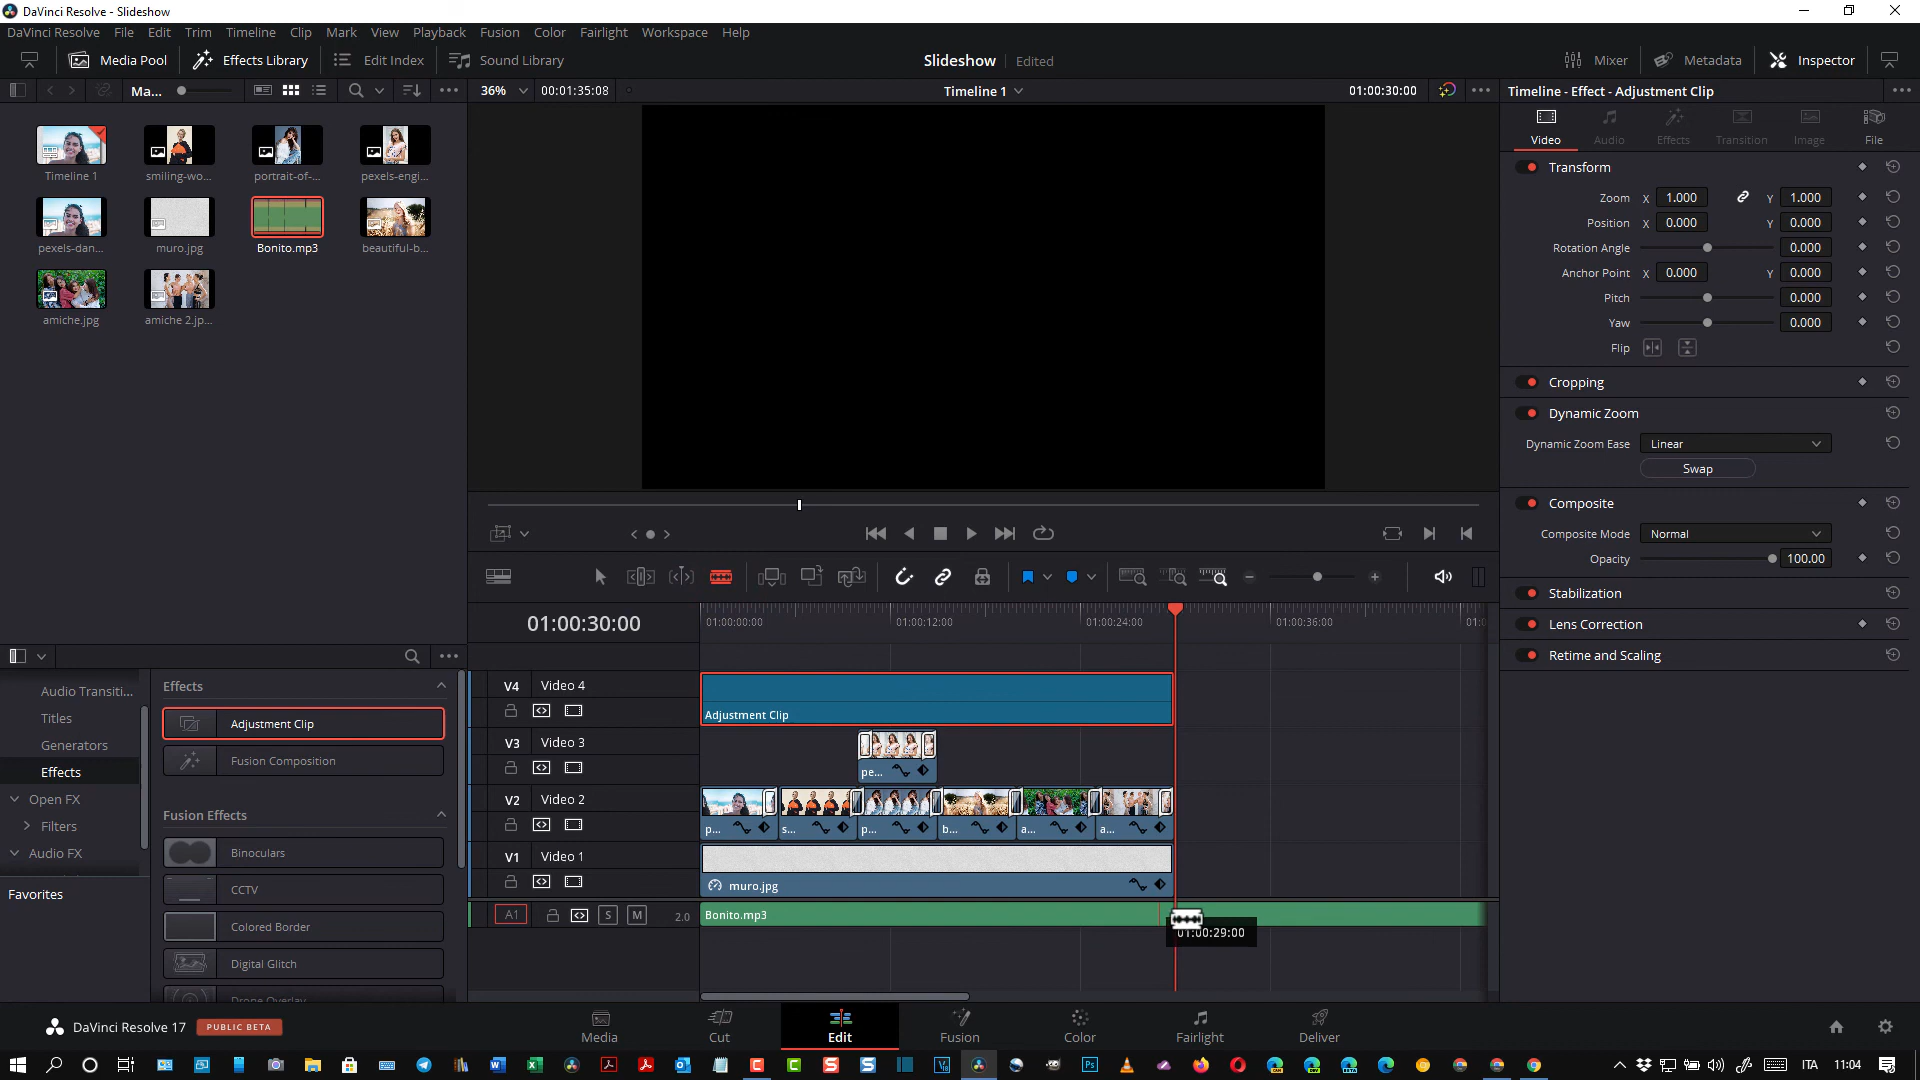 DaVinci Resolve - Slideshow
DaVinci Resolve File Edit Trim Timeline Clip Mark View Playback Fusion Color Fairlight Workspace Help
Media Pool Effects Library Edit Index Sound Library
Slideshow Edited
Mixer Metadata Inspector
Ma...
36% 00:01:35:08 Timeline 1 01:00:30:00
Timeline - Effect - Adjustment Clip
Timeline 1 smiling-wo... portrait-of-... pexels-engi...
pexels-dan... muro.jpg Bonito.mp3 beautiful-b...
amiche.jpg amiche 2.jp...
Video Audio Effects Transition Image File
Transform
Zoom X 1.000 Y 1.000
Position X 0.000 Y 0.000
Rotation Angle 0.000
Anchor Point X 0.000 Y 0.000
Pitch 0.000
Yaw 0.000
Flip
Cropping
Dynamic Zoom
Dynamic Zoom Ease Linear
Swap
Composite
Composite Mode Normal
Opacity 100.00
Stabilization
Lens Correction
Retime and Scaling
01:00:30:00
01:00:00:00 01:00:12:00 01:00:24:00 01:00:36:00
V4 Video 4
Adjustment Clip
V3 Video 3
pe...
V2 Video 2
p... s... p... b... a... a...
V1 Video 1
muro.jpg
A1 S M 2.0 Bonito.mp3
01:00:29:00
Audio Transiti...
Titles
Generators
Effects
Open FX
Filters
Audio FX
Favorites
Effects
Adjustment Clip
Fusion Composition
Fusion Effects
Binoculars
CCTV
Colored Border
Digital Glitch
Drone Overlay
DaVinci Resolve 17 PUBLIC BETA
Media Cut Edit Fusion Color Fairlight Deliver
ITA 11:04